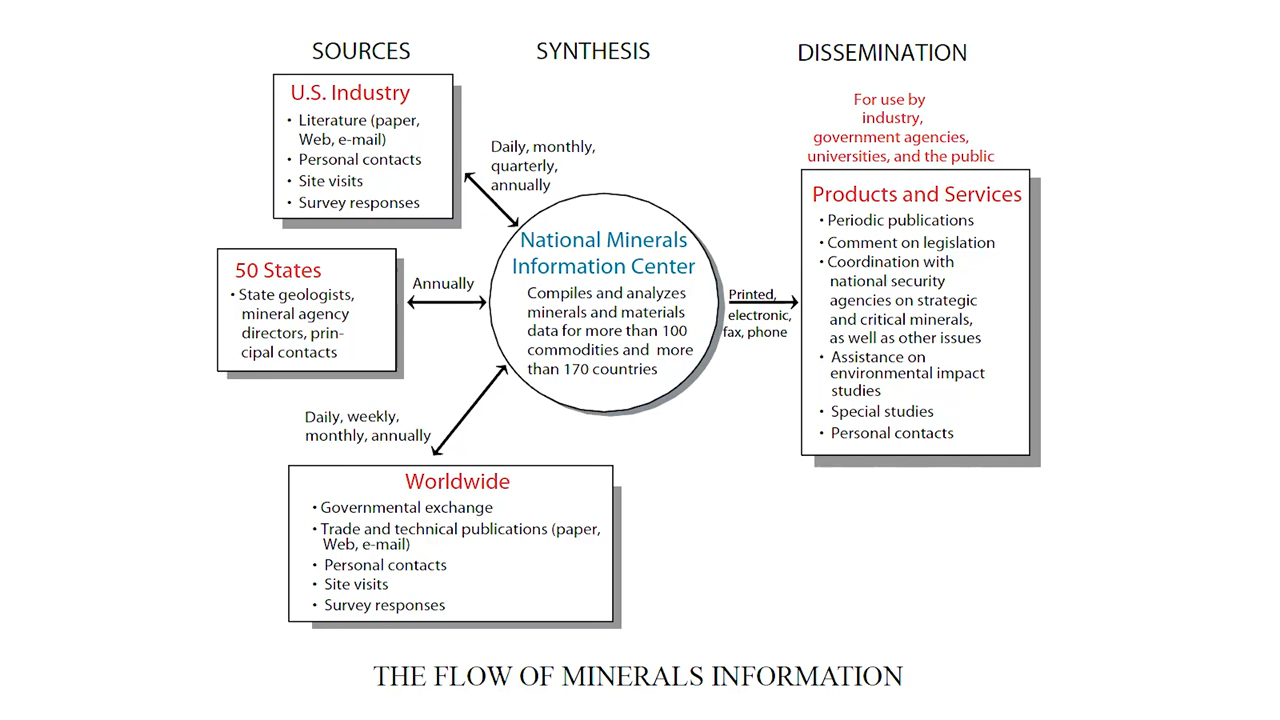 SOURCES
SYNTHESIS
DISSEMINATION
U.S. Industry
• Literature (paper,
Web, e-mail)
• Personal contacts
• Site visits
• Survey responses
Daily, monthly,
quarterly,
annually
50 States
• State geologists,
mineral agency
directors, prin-
cipal contacts
Annually
National Minerals
Information Center
Compiles and analyzes
minerals and materials
data for more than 100
commodities and more
than 170 countries
Daily, weekly,
monthly, annually
Worldwide
• Governmental exchange
• Trade and technical publications (paper,
Web, e-mail)
• Personal contacts
• Site visits
• Survey responses
Printed,
electronic,
fax, phone
For use by
industry,
government agencies,
universities, and the public
Products and Services
• Periodic publications
• Comment on legislation
• Coordination with
national security
agencies on strategic
and critical minerals,
as well as other issues
• Assistance on
environmental impact
studies
• Special studies
• Personal contacts
THE FLOW OF MINERALS INFORMATION